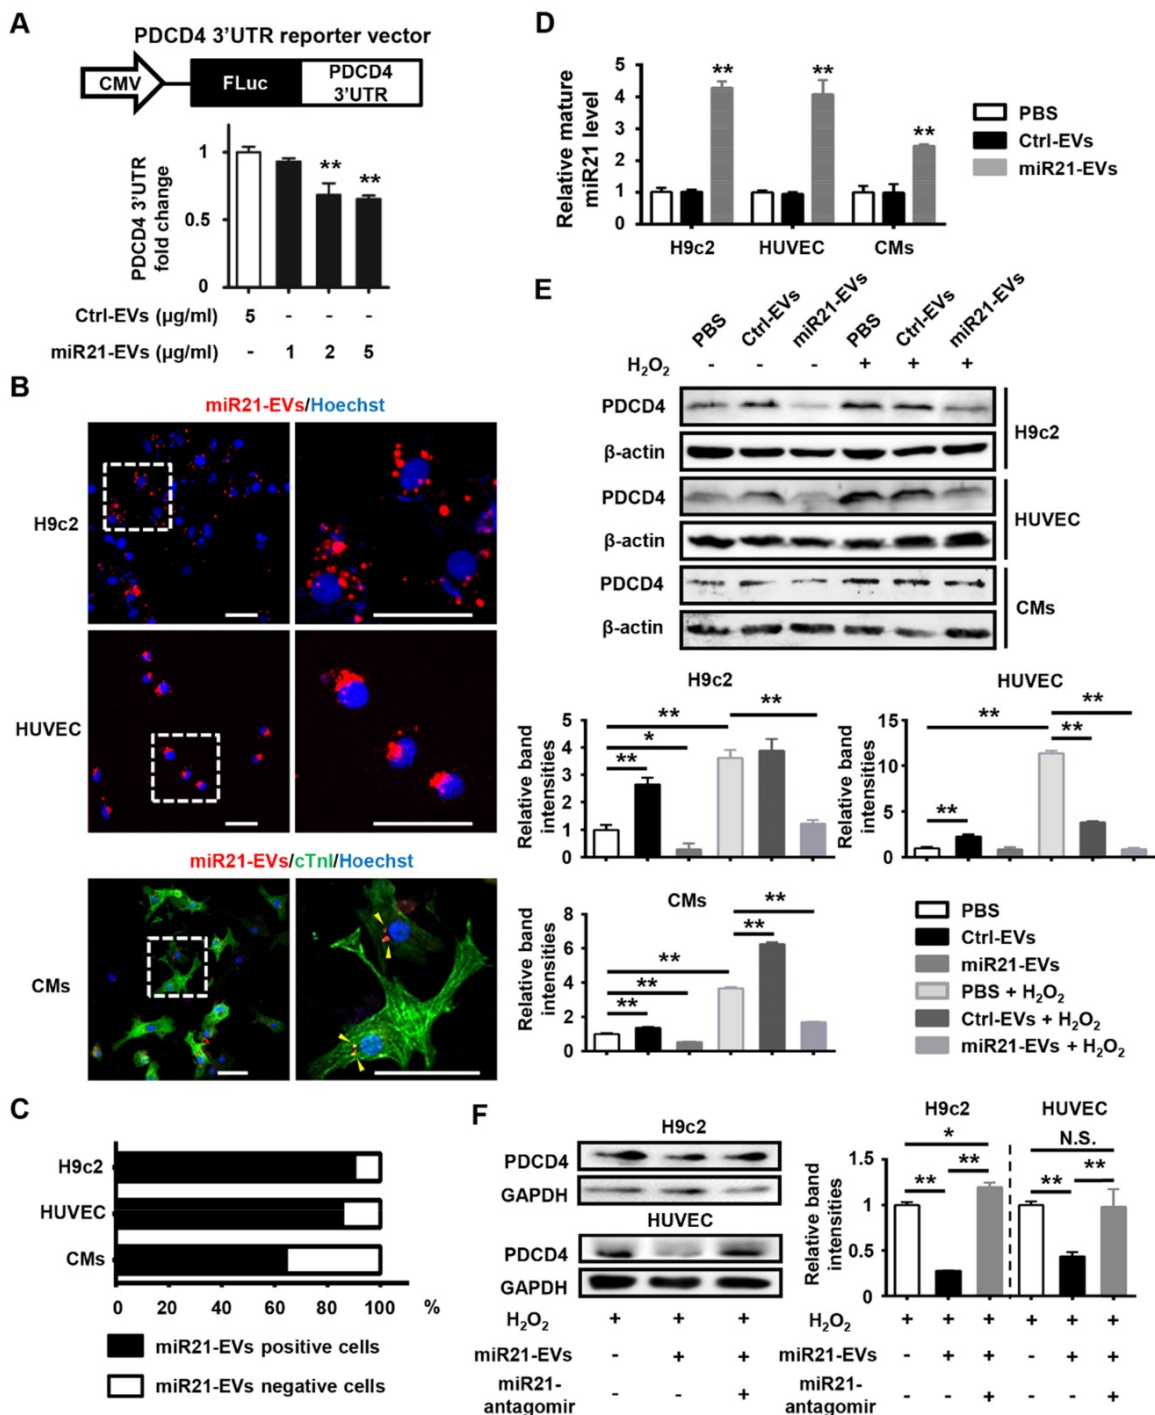 A
PDCD4 3'UTR reporter vector
CMV
FLuc
PDCD4
3'UTR
PDCD4 3'UTR
fold change
1
0.5
0
** **
Ctrl-EVs (µg/ml) 5 - - -
miR21-EVs (µg/ml) - 1 2 5
B
miR21-EVs/Hoechst
H9c2
HUVEC
miR21-EVs/cTnI/Hoechst
CMs
C
H9c2
HUVEC
CMs
0 20 40 60 80 100 %
miR21-EVs positive cells
miR21-EVs negative cells
D
Relative mature
miR21 level
5
4
3
2
1
0
** ** **
H9c2 HUVEC CMs
PBS
Ctrl-EVs
miR21-EVs
E
PBS Ctrl-EVs miR21-EVs PBS Ctrl-EVs miR21-EVs
H₂O₂ - - - + + +
PDCD4
β-actin
H9c2
PDCD4
β-actin
HUVEC
PDCD4
β-actin
CMs
H9c2
Relative band
intensities
5
4
3
2
1
0
** * ** **
HUVEC
Relative band
intensities
15
10
5
0
** ** ** **
CMs
Relative band
intensities
8
6
4
2
0
** ** ** ** **
PBS
Ctrl-EVs
miR21-EVs
PBS + H₂O₂
Ctrl-EVs + H₂O₂
miR21-EVs + H₂O₂
F
H9c2
PDCD4
GAPDH
HUVEC
PDCD4
GAPDH
H₂O₂ + + +
miR21-EVs - + +
miR21-
antagomir - - +
H9c2 HUVEC
Relative band
intensities
1.5
1
0.5
0
* ** ** N.S. ** **
H₂O₂ + + + + + +
miR21-EVs - + + - + +
miR21-
antagomir - - + - - +